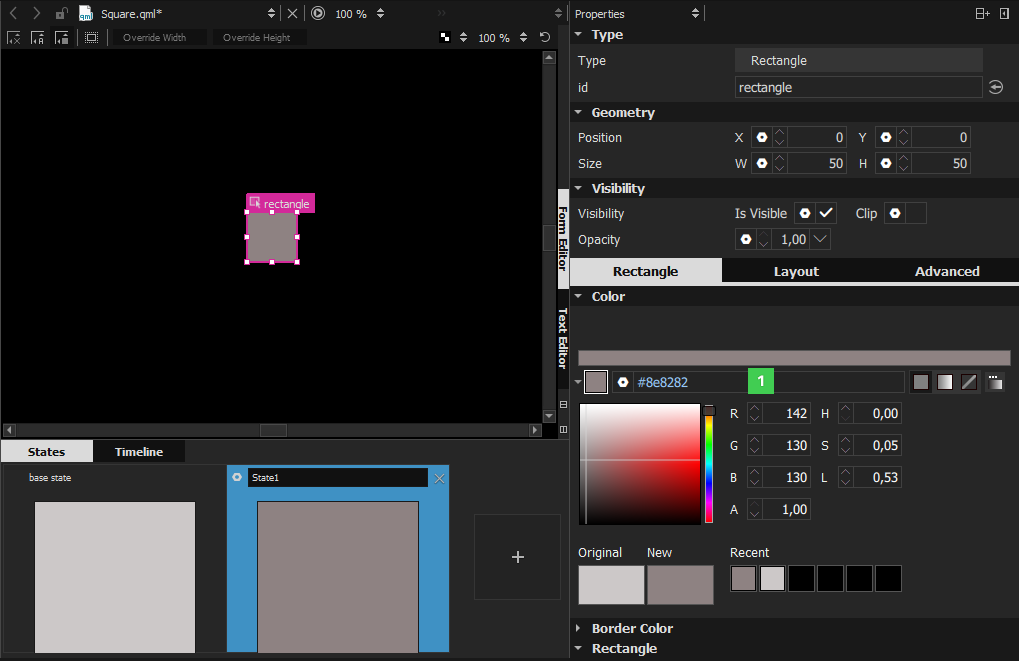 qml Square.qml* 100 % Properties
Override Width Override Height 100 %
Type
Type Rectangle
id rectangle
Geometry
Position X 0 Y 0
Size W 50 H 50
Visibility
Visibility Is Visible Clip
Opacity 1,00
Rectangle Layout Advanced
Color
#8e8282 1
R 142 H 0,00
G 130 S 0,05
B 130 L 0,53
A 1,00
Original New Recent
Border Color
Rectangle
rectangle
Form Editor
Text Editor
States Timeline
base state State1